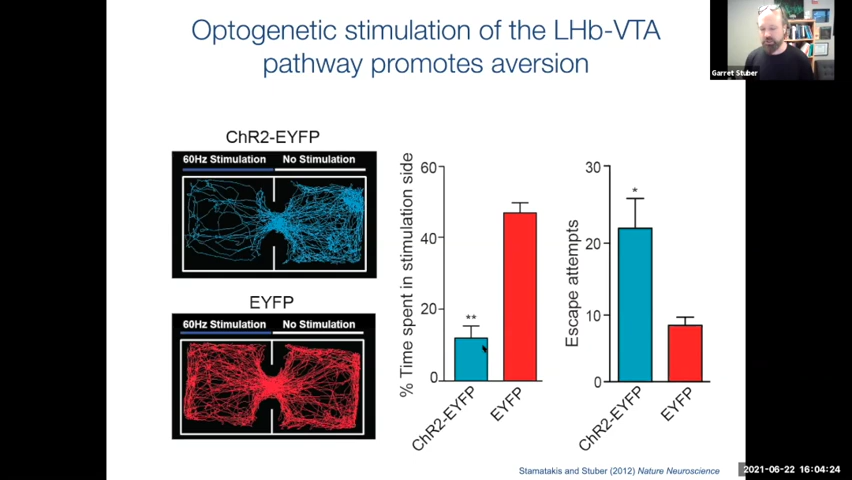 Optogenetic stimulation of the LHb-VTA
pathway promotes aversion
Garret Stuber
ChR2-EYFP
60Hz Stimulation No Stimulation
EYFP
60Hz Stimulation No Stimulation
% Time spent in stimulation side
60
40
20
0
**
ChR2-EYFP
EYFP
Escape attempts
30
20
10
0
*
ChR2-EYFP
EYFP
Stamatakis and Stuber (2012) Nature Neuroscience
2021-06-22 16:04:24